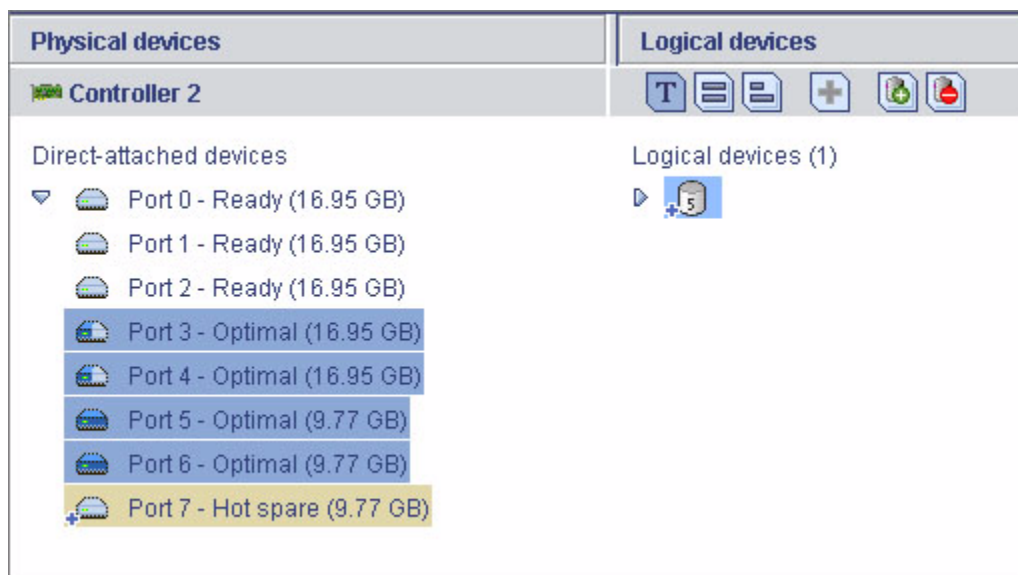 Physical devices
Logical devices
Controller 2
T
Direct-attached devices
Logical devices (1)
Port 0 - Ready (16.95 GB)
5
Port 1 - Ready (16.95 GB)
Port 2 - Ready (16.95 GB)
Port 3 - Optimal (16.95 GB)
Port 4 - Optimal (16.95 GB)
Port 5 - Optimal (9.77 GB)
Port 6 - Optimal (9.77 GB)
Port 7 - Hot spare (9.77 GB)